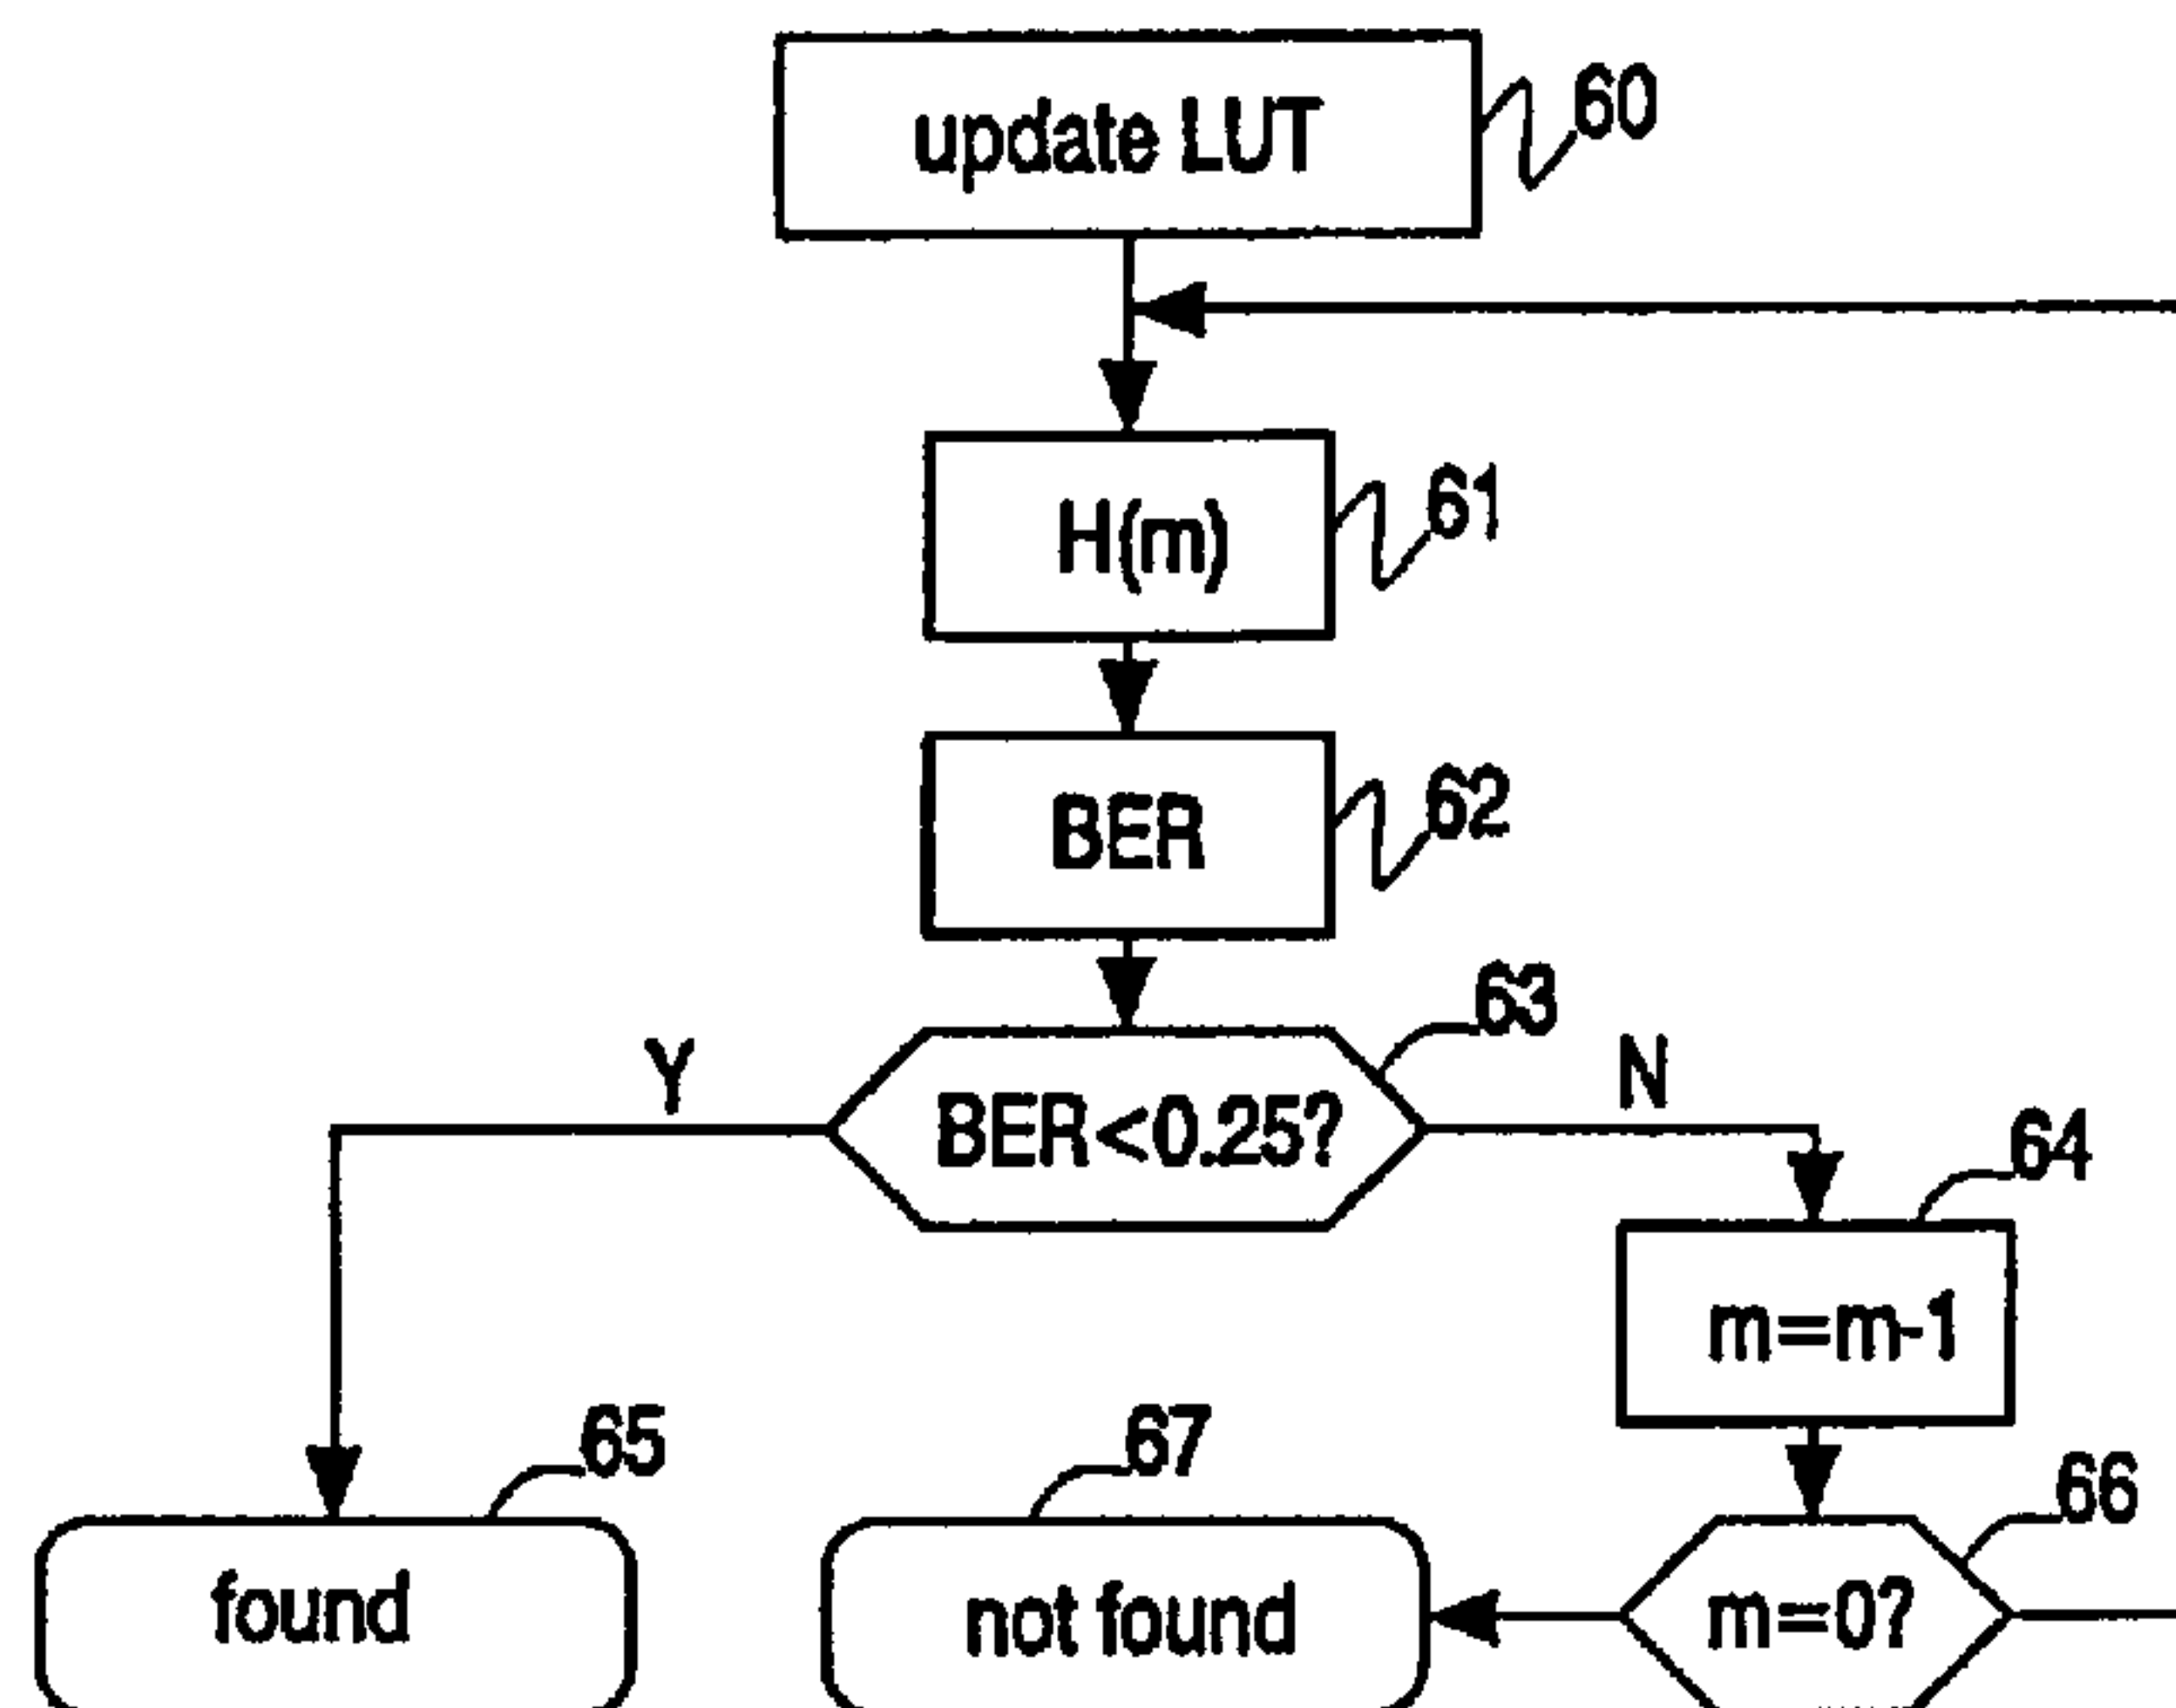 update LUT
60
H(m)
61
BER
62
63
Y
BER<0.25?
N
64
m=m-1
65
67
66
found
not found
m=0?